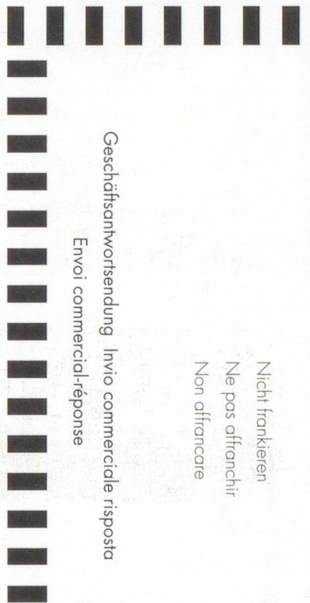 Nicht frankieren
Ne pas affranchir
Non affrancare
Geschäftsantwortsendung Invio commerciale risposta
Envoi commercial-réponse